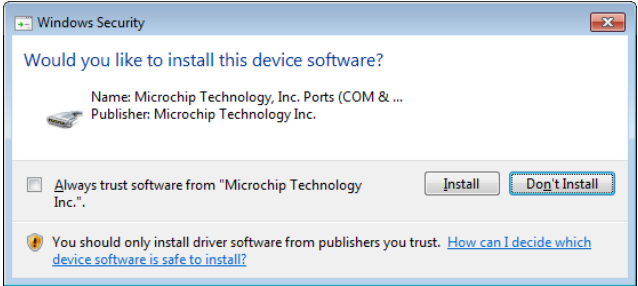 Windows Security
Would you like to install this device software?
Name: Microchip Technology, Inc. Ports (COM & ...
Publisher: Microchip Technology Inc.
Always trust software from "Microchip Technology
Inc.".
Install
Don't Install
You should only install driver software from publishers you trust. How can I decide which
device software is safe to install?